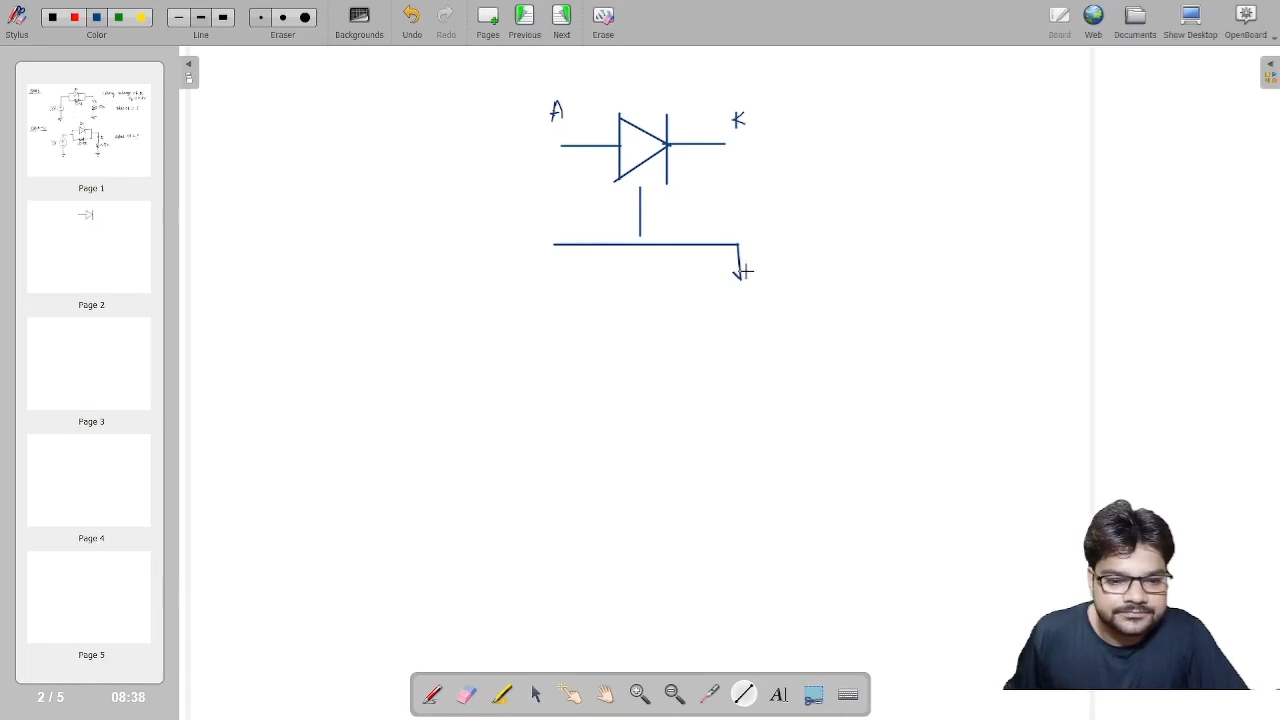 Stylus Color Line Eraser Backgrounds Undo Redo Pages Previous Next Erase Board Web Documents Show Desktop OpenBoard
A K
Page 1
Page 2
Page 3
Page 4
Page 5
2 / 5 08:38
AI